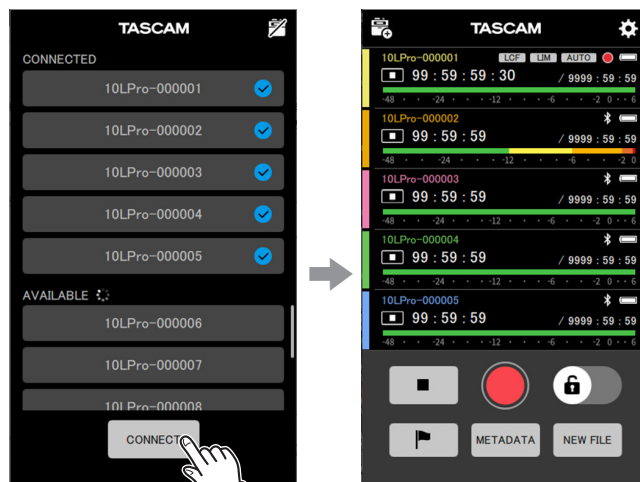 TASCAM
CONNECTED
10LPro-000001
10LPro-000002
10LPro-000003
10LPro-000004
10LPro-000005
AVAILABLE
10LPro-000006
10LPro-000007
10LPro-000008
CONNECT
TASCAM
10LPro-000001 LCF LIM AUTO
99 : 59 : 59 : 30 / 9999 : 59 : 59
-48 · · -24 · · · -12 · · · -6 · · -2 0 · · 6
10LPro-000002
99 : 59 : 59 / 9999 : 59 : 59
-48 · · -24 · · · -12 · · · -6 · · -2 0
10LPro-000003
99 : 59 : 59 / 9999 : 59 : 59
-48 · · -24 · · · -12 · · · -6 · · -2 0 · · 6
10LPro-000004
99 : 59 : 59 / 9999 : 59 : 59
-48 · · -24 · · · -12 · · · -6 · · -2 0 · · 6
10LPro-000005
99 : 59 : 59 / 9999 : 59 : 59
-48 · · -24 · · · -12 · · · -6 · · -2 0 · · 6
METADATA
NEW FILE